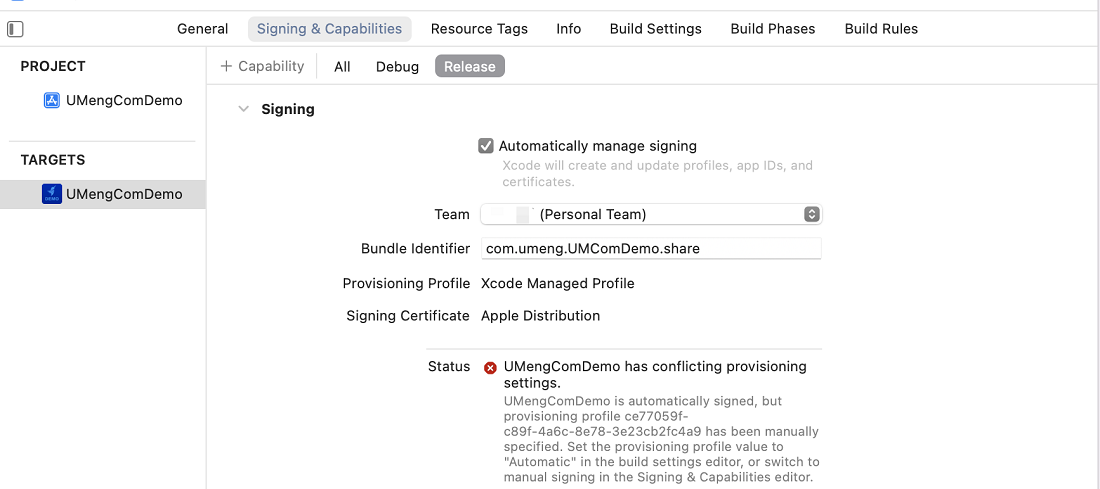 General Signing & Capabilities Resource Tags Info Build Settings Build Phases Build Rules
PROJECT
UMengComDemo
TARGETS
DEMO
UMengComDemo
+ Capability All Debug Release
Signing
Automatically manage signing
Xcode will create and update profiles, app IDs, and
certificates.
Team (Personal Team)
Bundle Identifier com.umeng.UMComDemo.share
Provisioning Profile Xcode Managed Profile
Signing Certificate Apple Distribution
Status UMengComDemo has conflicting provisioning
settings.
UMengComDemo is automatically signed, but
provisioning profile ce77059f-
c89f-4a6c-8e78-3e23cb2fc4a9 has been manually
specified. Set the provisioning profile value to
"Automatic" in the build settings editor, or switch to
manual signing in the Signing & Capabilities editor.